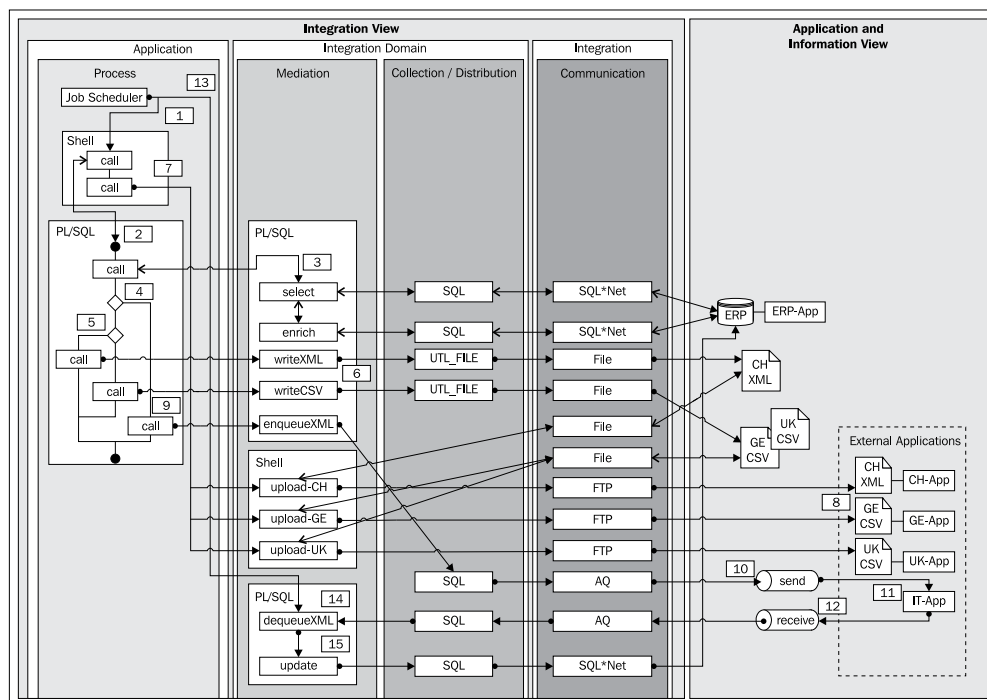 Integration View
Application and
Information View
Application
Integration Domain
Integration
Process
Mediation
Collection / Distribution
Communication
Job Scheduler
13
1
Shell
call
7
call
PL/SQL
2
call
4
5
call
call
9
call
PL/SQL
3
select
SQL
SQL*Net
enrich
SQL
SQL*Net
ERP
ERP-App
writeXML
UTL_FILE
File
CH
XML
6
writeCSV
UTL_FILE
File
enqueueXML
File
UK
CSV
GE
CSV
File
External Applications
Shell
upload-CH
FTP
CH
XML
CH-App
8
upload-GE
FTP
GE
CSV
GE-App
upload-UK
FTP
UK
CSV
UK-App
SQL
AQ
10
send
11
IT-App
PL/SQL
14
dequeueXML
SQL
AQ
12
receive
15
update
SQL
SQL*Net